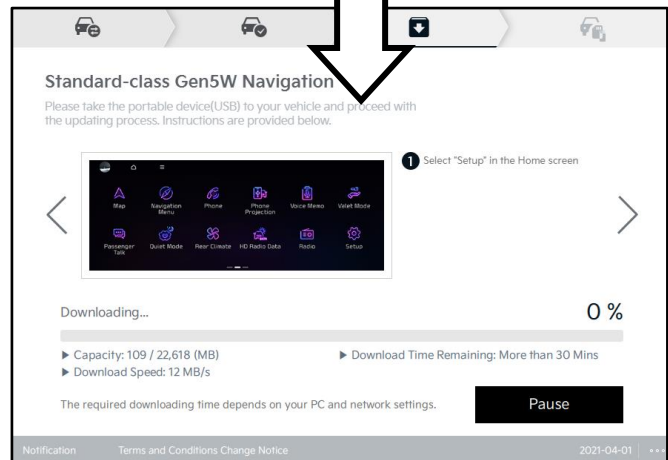 Standard-class Gen5W Navigation
Please take the portable device(USB) to your vehicle and proceed with
the updating process. Instructions are provided below.
1 Select "Setup" in the Home screen
Map Navigation Menu Phone Phone Projection Voice Memo Valet Mode
Passenger Talk Quiet Mode Rear Climate HD Radio Data Radio Setup
Downloading... 0 %
▶ Capacity: 109 / 22,618 (MB) ▶ Download Time Remaining: More than 30 Mins
▶ Download Speed: 12 MB/s
The required downloading time depends on your PC and network settings. Pause
Notification Terms and Conditions Change Notice 2021-04-01